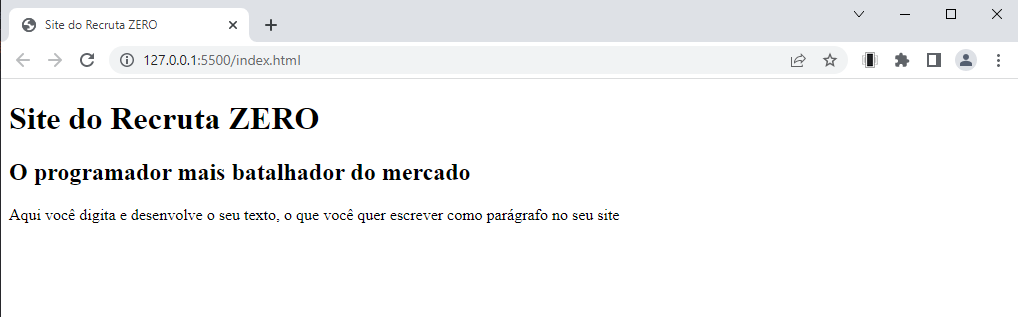 Site do Recruta ZERO
127.0.0.1:5500/index.html
Site do Recruta ZERO
O programador mais batalhador do mercado
Aqui você digita e desenvolve o seu texto, o que você quer escrever como parágrafo no seu site